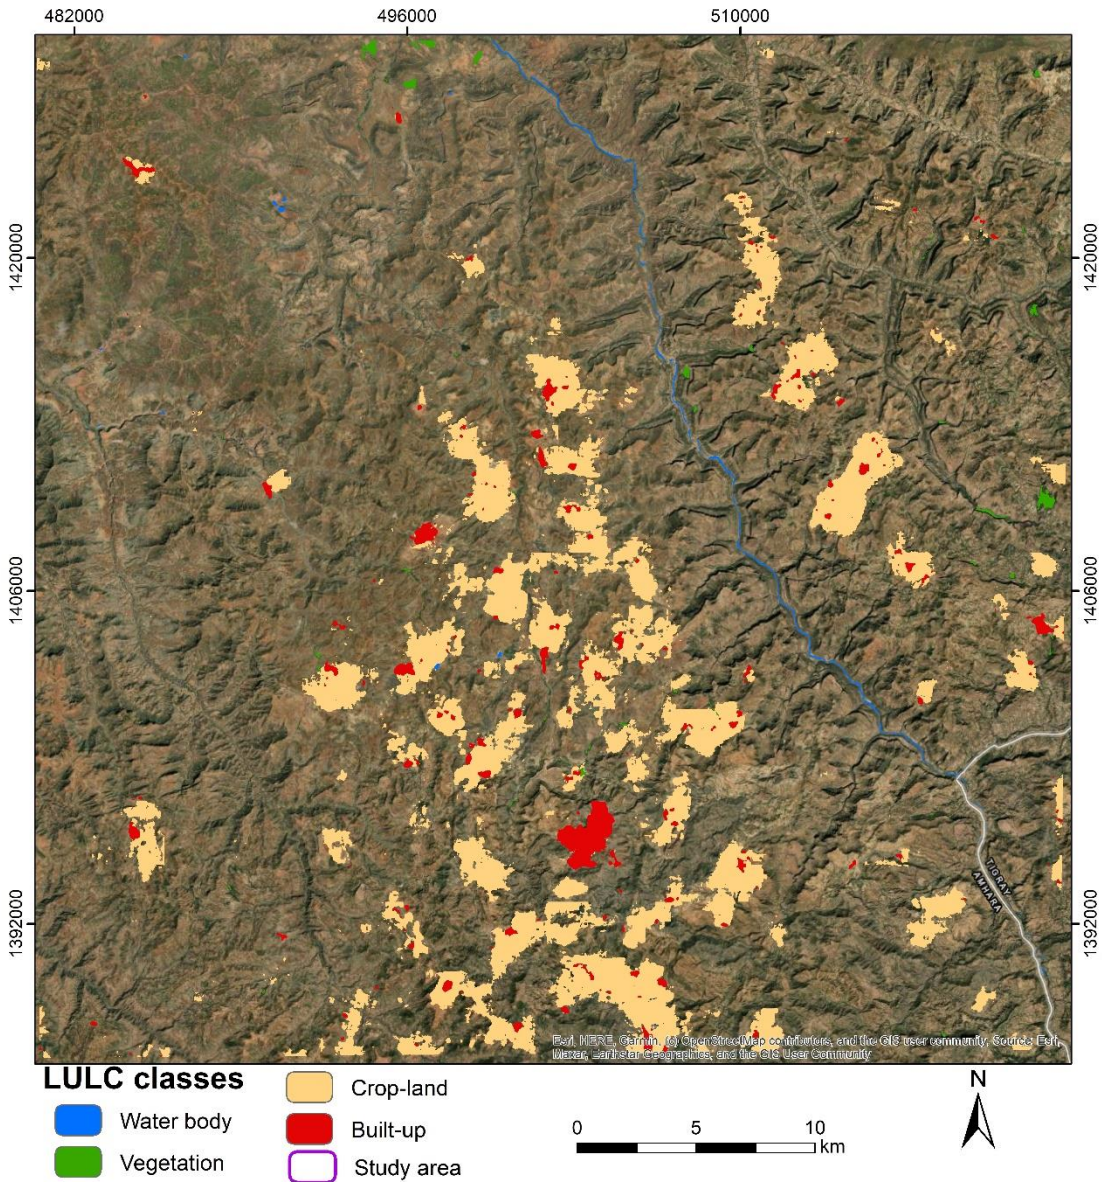 482000 496000 510000
1420000 1420000
1406000 1406000
1392000 1392000
TIGRAY
AMHARA
Esri, HERE, Garmin, (c) OpenStreetMap contributors, and the GIS user community, Source: Esri,
Maxar, Earthstar Geographics, and the GIS User Community
LULC classes
Water body
Vegetation
Crop-land
Built-up
Study area
0 5 10
km
N